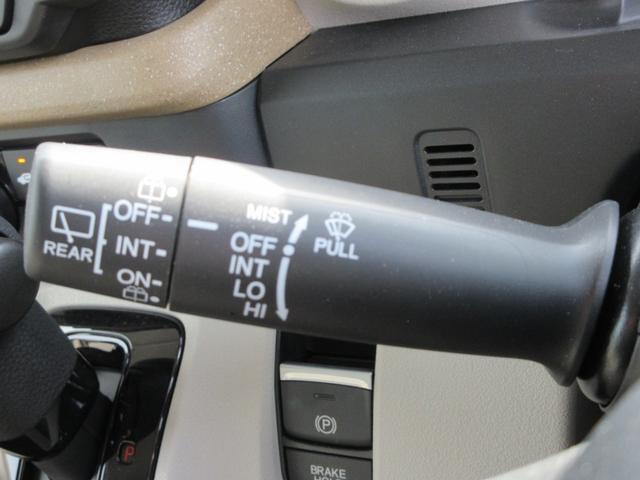 OFF
REAR
INT
ON
MIST
OFF
INT
LO
HI
PULL
P
P
BRAKE